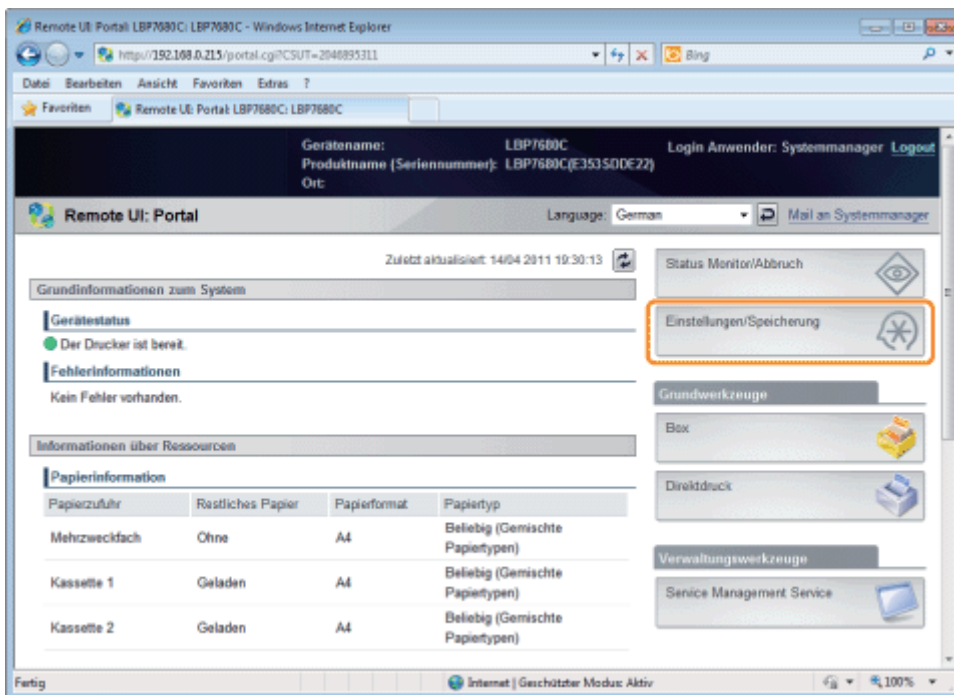 Remote UI: Portal: LBP7680C: LBP7680C - Windows Internet Explorer
http://192.168.0.215/portal.cgi?CSUT=2046895311
Bing
Datei Bearbeiten Ansicht Favoriten Extras ?
Favoriten Remote UI: Portal: LBP7680C: LBP7680C
Gerätename: LBP7680C Login Anwender: Systemmanager Logout
Produktname (Seriennummer): LBP7680C(E353SDDE22)
Ort:
Remote UI: Portal Language: German Mail an Systemmanager
Zuletzt aktualisiert: 14/04 2011 19:30:13
Grundinformationen zum System
Gerätestatus
Der Drucker ist bereit.
Fehlerinformationen
Kein Fehler vorhanden.
Informationen über Ressourcen
Papierinformation
Papierzufuhr Restliches Papier Papierformat Papiertyp
Mehrzweckfach Ohne A4 Beliebig (Gemischte
Papiertypen)
Kassette 1 Geladen A4 Beliebig (Gemischte
Papiertypen)
Kassette 2 Geladen A4 Beliebig (Gemischte
Papiertypen)
Status Monitor/Abbruch
Einstellungen/Speicherung
Grundwerkzeuge
Box
Direktdruck
Verwaltungswerkzeuge
Service Management Service
Fertig Internet | Geschützter Modus: Aktiv 100%